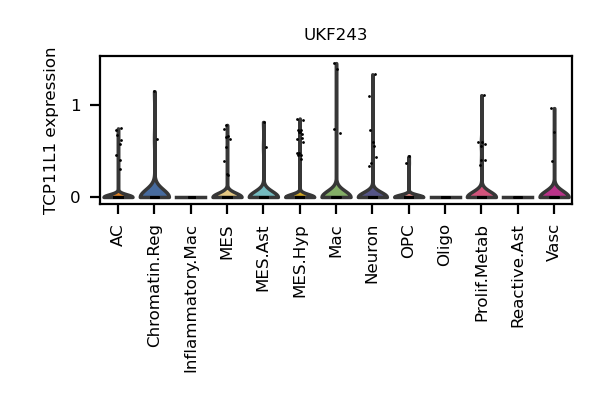 UKF243
TCP11L1 expression
1
0
AC
Chromatin.Reg
Inflammatory.Mac
MES
MES.Ast
MES.Hyp
Mac
Neuron
OPC
Oligo
Prolif.Metab
Reactive.Ast
Vasc